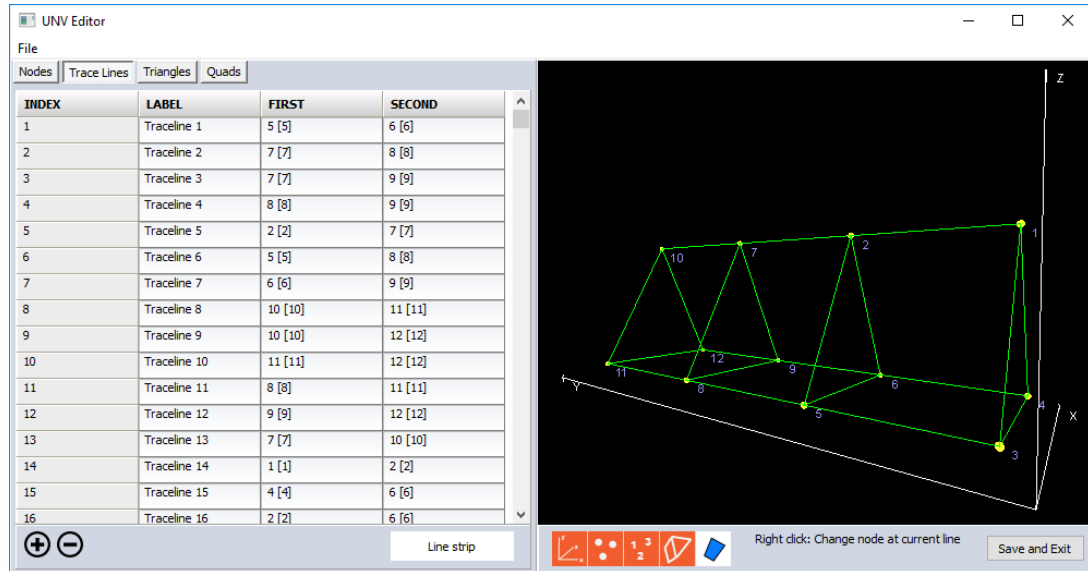 UNV Editor
File
Nodes Trace Lines Triangles Quads
INDEX LABEL FIRST SECOND
1 Traceline 1 5 [5] 6 [6]
2 Traceline 2 7 [7] 8 [8]
3 Traceline 3 7 [7] 9 [9]
4 Traceline 4 8 [8] 9 [9]
5 Traceline 5 2 [2] 7 [7]
6 Traceline 6 5 [5] 8 [8]
7 Traceline 7 6 [6] 9 [9]
8 Traceline 8 10 [10] 11 [11]
9 Traceline 9 10 [10] 12 [12]
10 Traceline 10 11 [11] 12 [12]
11 Traceline 11 8 [8] 11 [11]
12 Traceline 12 9 [9] 12 [12]
13 Traceline 13 7 [7] 10 [10]
14 Traceline 14 1 [1] 2 [2]
15 Traceline 15 4 [4] 6 [6]
16 Traceline 16 2 [2] 6 [6]
Line strip
Z
1
2
7
10
12
9
11
8
6
Y
5
4
X
3
1 3
2
Right click: Change node at current line
Save and Exit